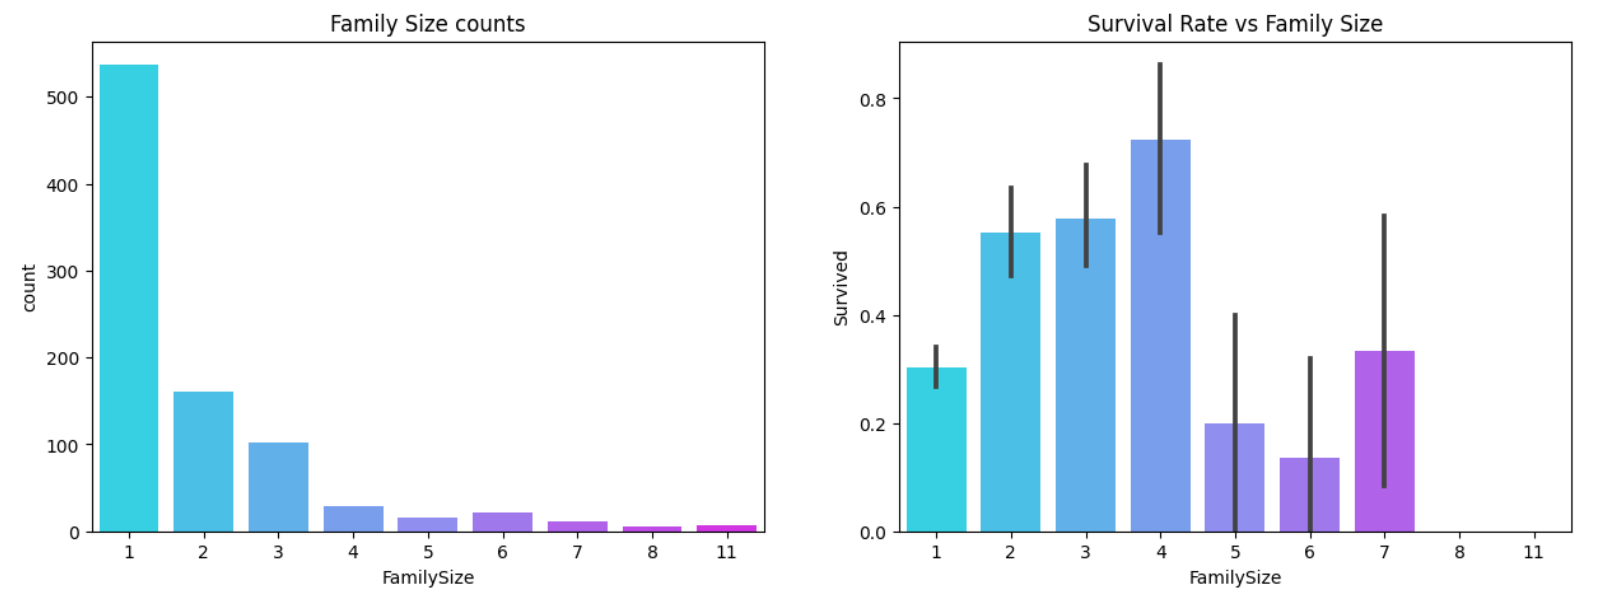 Family Size counts
500
400
300
200
100
0
count
1 2 3 4 5 6 7 8 11
FamilySize
Survival Rate vs Family Size
0.8
0.6
0.4
0.2
0.0
Survived
1 2 3 4 5 6 7 8 11
FamilySize